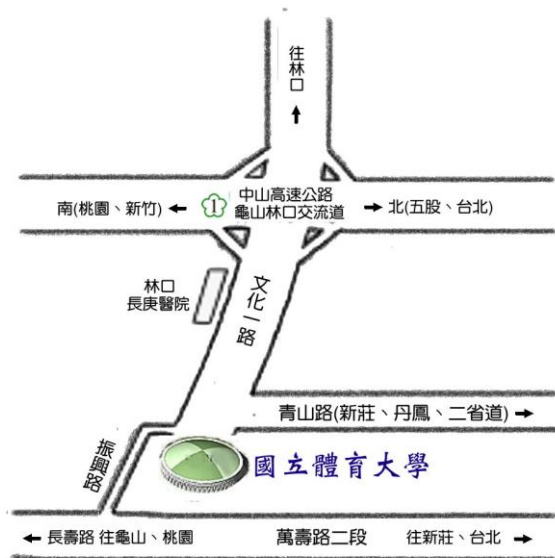 往林口
中山高速公路
南(桃園、新竹)
1
龜山林口交流道
北(五股、台北)
林口
長庚醫院
文化一路
青山路(新莊、丹鳳、二省道)
振興路
國立體育大學
長壽路 往龜山、桃園
萬壽路二段
往新莊、台北